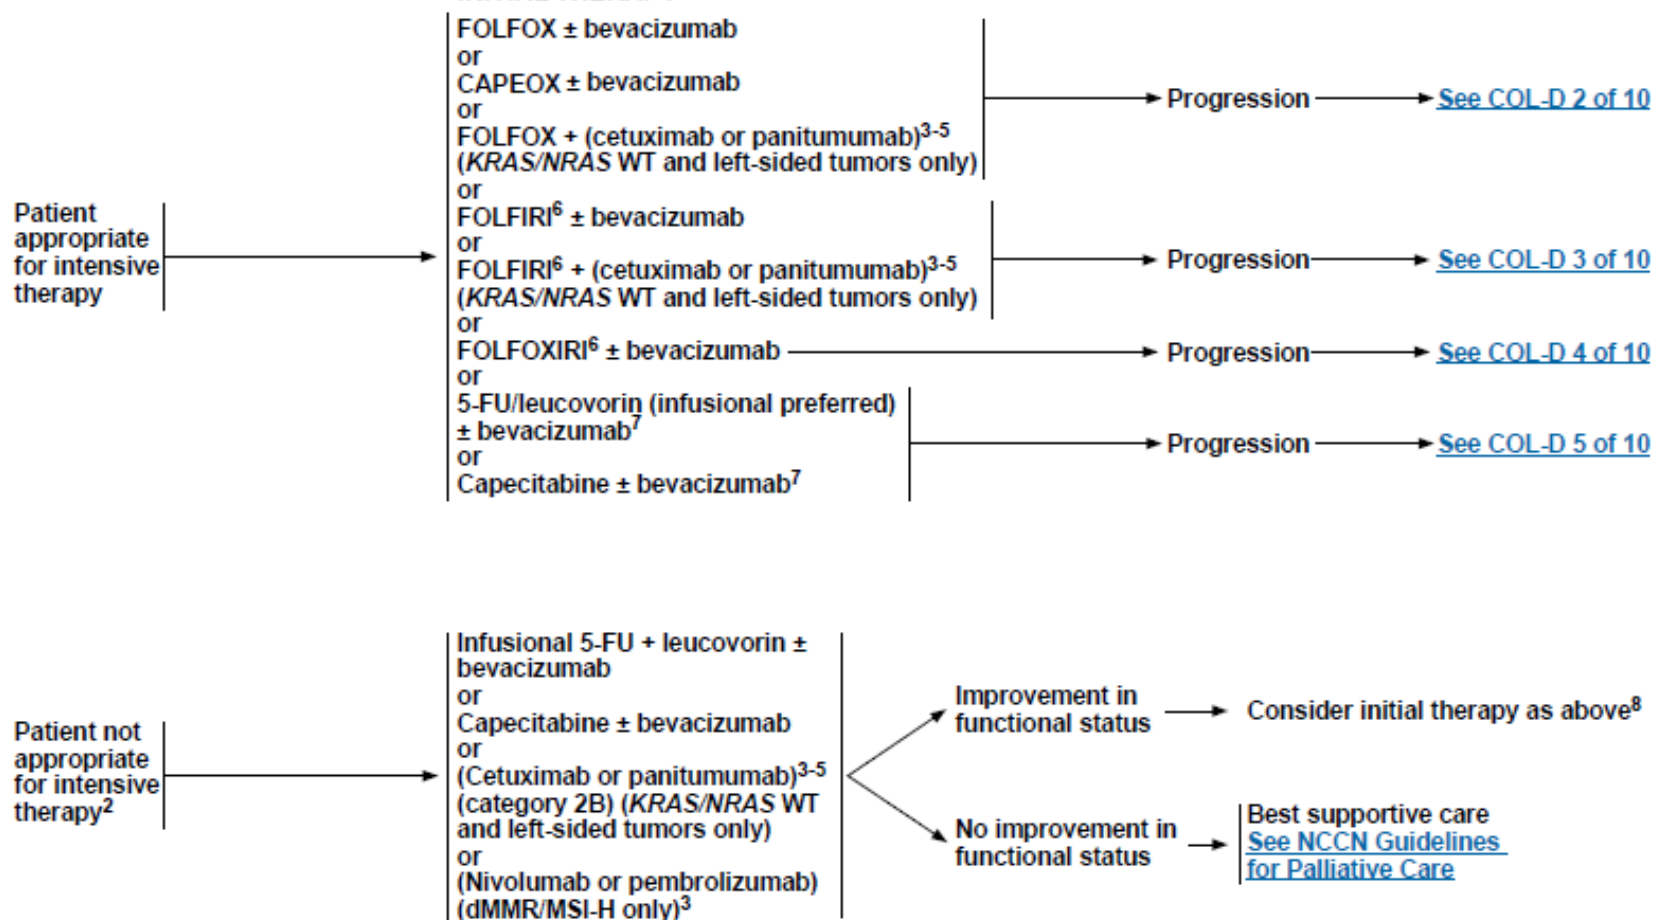 FOLFOX ± bevacizumab
or
CAPEOX ± bevacizumab
or
FOLFOX + (cetuximab or panitumumab)3-5
(KRAS/NRAS WT and left-sided tumors only)
Progression
See COL-D 2 of 10
or
Patient
appropriate
for intensive
therapy
FOLFIRI6 ± bevacizumab
or
FOLFIRI6 + (cetuximab or panitumumab)3-5
(KRAS/NRAS WT and left-sided tumors only)
Progression
See COL-D 3 of 10
or
FOLFOXIRI6 ± bevacizumab
Progression
See COL-D 4 of 10
or
5-FU/leucovorin (infusional preferred)
± bevacizumab7
or
Capecitabine ± bevacizumab7
Progression
See COL-D 5 of 10
Patient not
appropriate
for intensive
therapy2
Infusional 5-FU + leucovorin ±
bevacizumab
or
Capecitabine ± bevacizumab
or
(Cetuximab or panitumumab)3-5
(category 2B) (KRAS/NRAS WT
and left-sided tumors only)
or
(Nivolumab or pembrolizumab)
(dMMR/MSI-H only)3
Improvement in
functional status
Consider initial therapy as above8
No improvement in
functional status
Best supportive care
See NCCN Guidelines
for Palliative Care